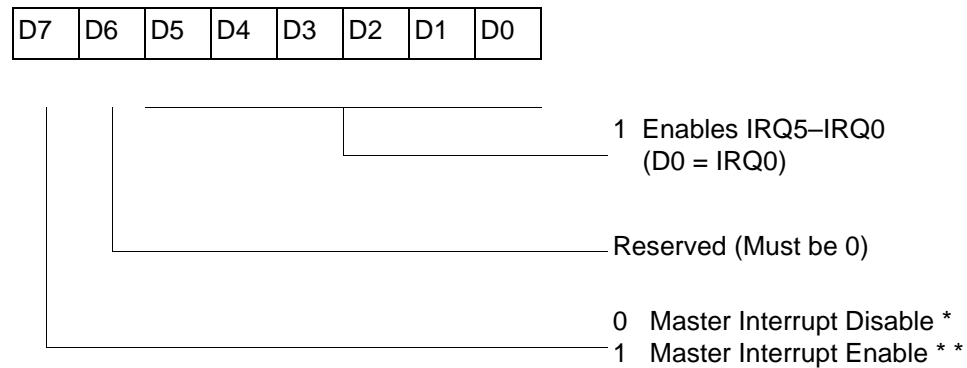 D7 D6 D5 D4 D3 D2 D1 D0
1 Enables IRQ5–IRQ0
(D0 = IRQ0)
Reserved (Must be 0)
0 Master Interrupt Disable *
1 Master Interrupt Enable * *